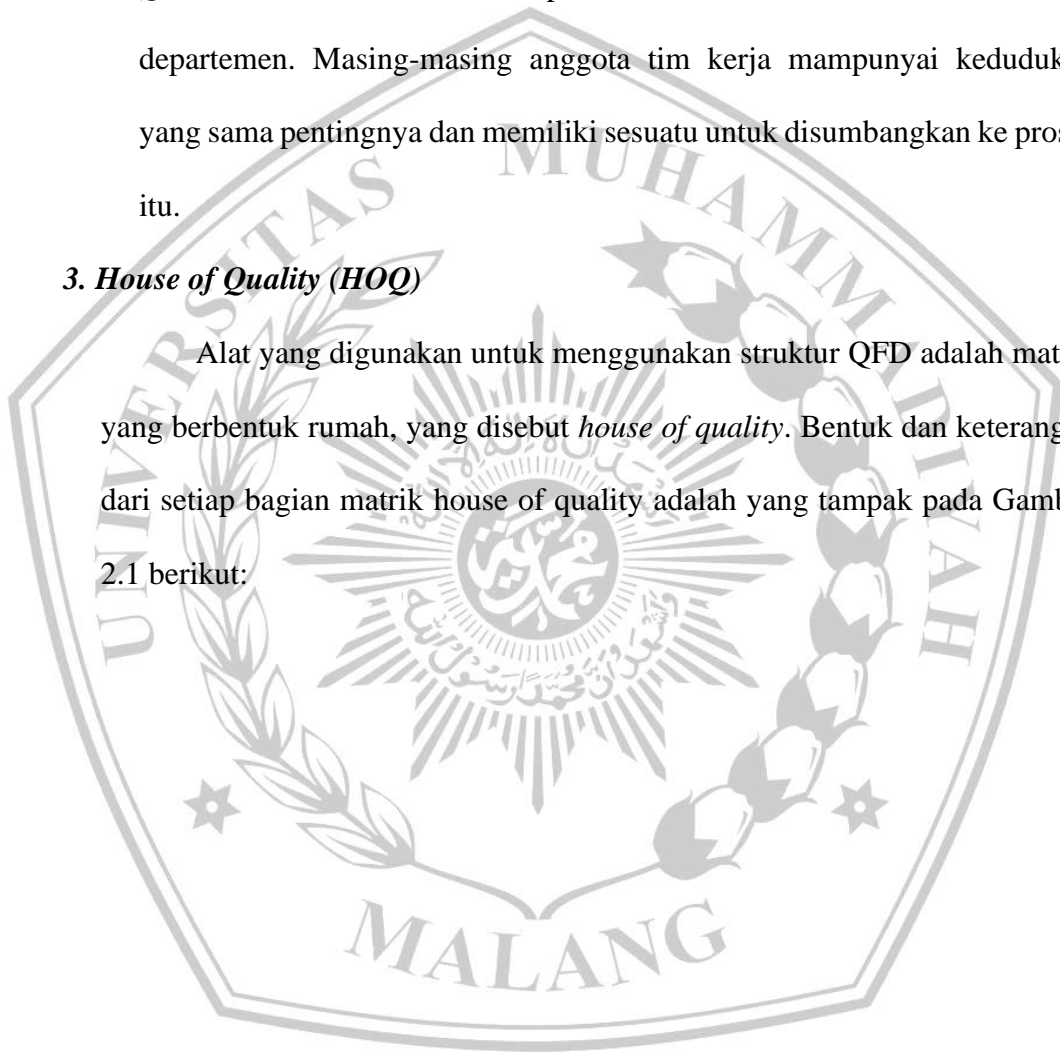 departemen. Masing-masing anggota tim kerja mampunyai keduduk
yang sama pentingnya dan memiliki sesuatu untuk disumbangkan ke pros
itu.
3. House of Quality (HOQ)
Alat yang digunakan untuk menggunakan struktur QFD adalah mat
yang berbentuk rumah, yang disebut house of quality. Bentuk dan keterang
dari setiap bagian matrik house of quality adalah yang tampak pada Gamb
2.1 berikut:
UNIVERSITAS MUHAMMADIYAH
MALANG